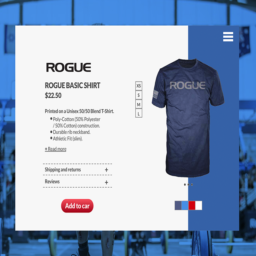 ROGUE
ROGUE BASIC SHIRT
$22.50
Printed on a Unisex 50/50 Blend T-Shirt.
Poly-Cotton (50% Polyester
/ 50% Cotton) construction.
Durable rib neckband.
Athletic Fit (slim).
+ Read more
Shipping and returns +
Reviews +
Add to car
XS
S
M
L
ROGUE